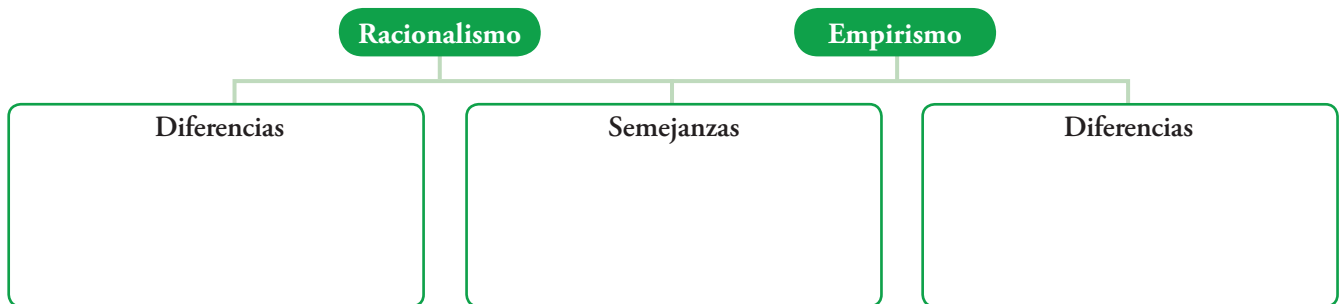 Racionalismo
Empirismo
Diferencias
Semejanzas
Diferencias